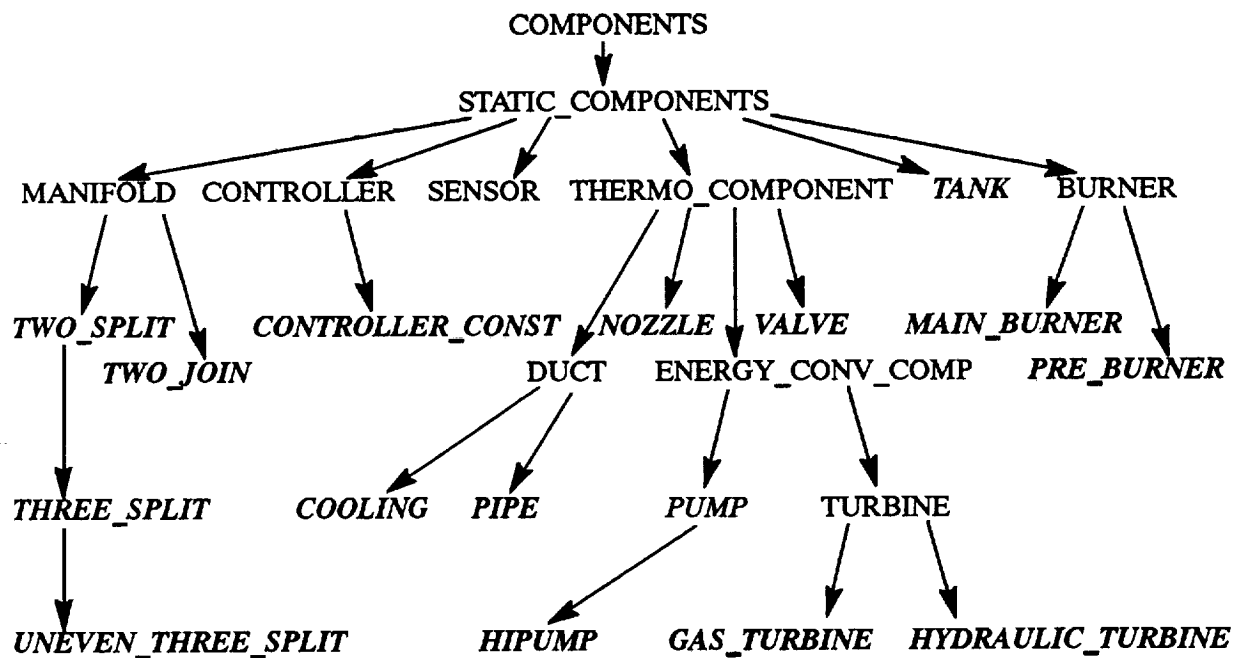 COMPONENTS
STATIC_COMPONENTS
MANIFOLD CONTROLLER SENSOR THERMO_COMPONENT TANK BURNER
TWO_SPLIT CONTROLLER_CONST NOZZLE VALVE MAIN_BURNER
TWO_JOIN DUCT ENERGY_CONV_COMP PRE_BURNER
THREE_SPLIT COOLING PIPE PUMP TURBINE
UNEVEN_THREE_SPLIT HIPUMP GAS_TURBINE HYDRAULIC_TURBINE